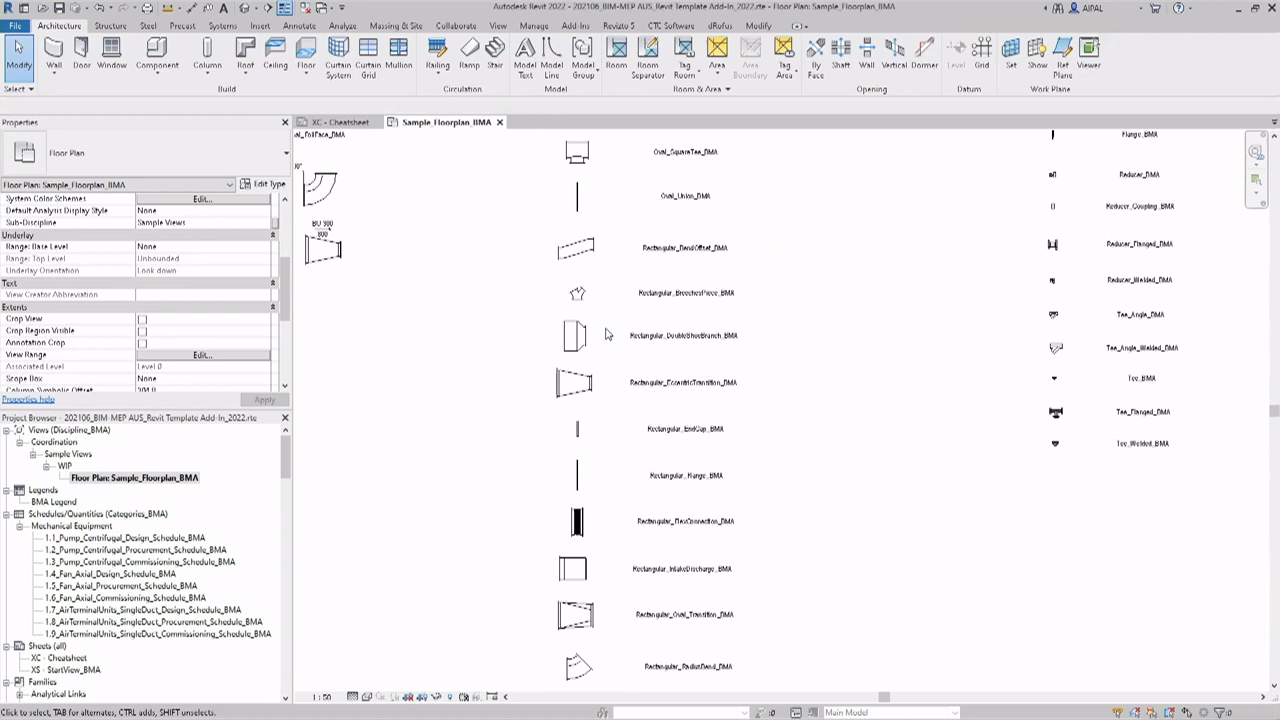 Autodesk Revit 2022 - 202106_BIM-MEP AUS_Revit Template Add-In_2022.rte - Floor Plan: Sample_Floorplan_BMA
AIPAL
File Architecture Structure Steel Precast Systems Insert Annotate Analyze Massing & Site Collaborate View Manage Add-Ins Revizto 5 CTC Software Rofu Modify
Modify Wall Door Window Component Column Roof Ceiling Floor Curtain System Curtain Grid Mullion Railing Ramp Stair Model Text Model Line Model Group Room Room Separator Tag Room Area Area Boundary Tag Area By Face Shaft Wall Vertical Dormer Level Grid Set Show Ref Plane Viewer
Select Build Circulation Model Room & Area Opening Datum Work Plane
Properties
XC - Cheatsheet
Sample_Floorplan_BMA
Floor Plan
Floor Plan: Sample_Floorplan_BMA
Edit Type
System Color Schemes Edit...
Default Analysis Display Style None
Sub-Discipline Sample Views
Underlay
Range: Base Level None
Range: Top Level Unbounded
Underlay Orientation Look down
Text
View Creator Abbreviation
Extents
Crop View
Crop Region Visible
Annotation Crop
View Range Edit...
Associated Level Level 0
Scope Box None
Column Symbolic Offset 304.8
Properties help
Apply
Project Browser - 202106_BIM-MEP AUS_Revit Template Add-In_2022.rte
Views (Discipline_BMA)
Coordination
Sample Views
WIP
Floor Plan: Sample_Floorplan_BMA
Legends
BMA Legend
Schedules/Quantities (Categories_BMA)
Mechanical Equipment
1.1_Pump_Centrifugal_Design_Schedule_BMA
1.2_Pump_Centrifugal_Procurement_Schedule_BMA
1.3_Pump_Centrifugal_Commissioning_Schedule_BMA
1.4_Fan_Axial_Design_Schedule_BMA
1.5_Fan_Axial_Procurement_Schedule_BMA
1.6_Fan_Axial_Commissioning_Schedule_BMA
1.7_AirTerminalUnits_SingleDuct_Design_Schedule_BMA
1.8_AirTerminalUnits_SingleDuct_Procurement_Schedule_BMA
1.9_AirTerminalUnits_SingleDuct_Commissioning_Schedule_BMA
Sheets (all)
XC - Cheatsheet
XS - StartView_BMA
Families
Analytical Links
BU 900
800
Oval_SquareTee_BMA
Oval_Union_BMA
Rectangular_BendOffset_BMA
Rectangular_BreechesPiece_BMA
Rectangular_DoubleShoeBranch_BMA
Rectangular_EccentricTransition_BMA
Rectangular_EndCap_BMA
Rectangular_Flange_BMA
Rectangular_FlexConnection_BMA
Rectangular_IntakeDischarge_BMA
Rectangular_Oval_Transition_BMA
Rectangular_RadiusBend_BMA
Flange_BMA
Reducer_BMA
Reducer_Coupling_BMA
Reducer_Flanged_BMA
Reducer_Welded_BMA
Tee_Angle_BMA
Tee_Angle_Welded_BMA
Tee_BMA
Tee_Flanged_BMA
Tee_Welded_BMA
1 : 50
Click to select, TAB for alternates, CTRL adds, SHIFT unselects.
:0
Main Model
:0